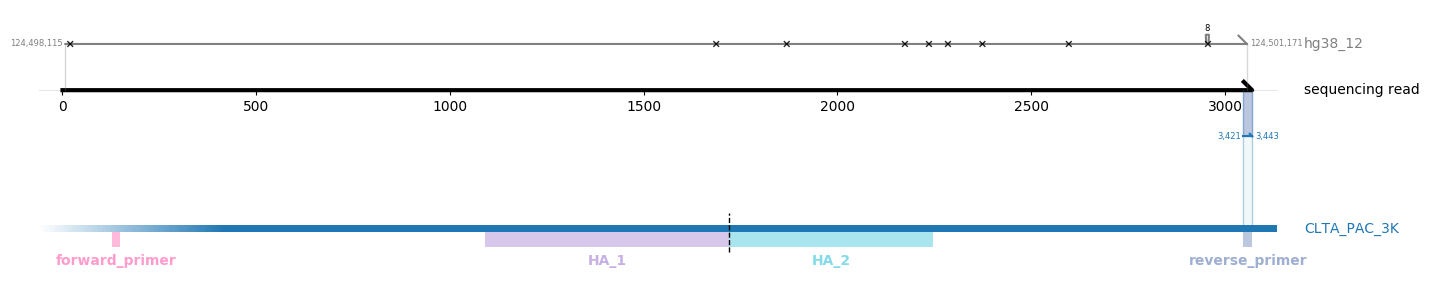 8
124,498,115
124,501,171
hg38_12
sequencing read
0 500 1000 1500 2000 2500 3000
3,421 3,443
CLTA_PAC_3K
forward_primer HA_1 HA_2 reverse_primer